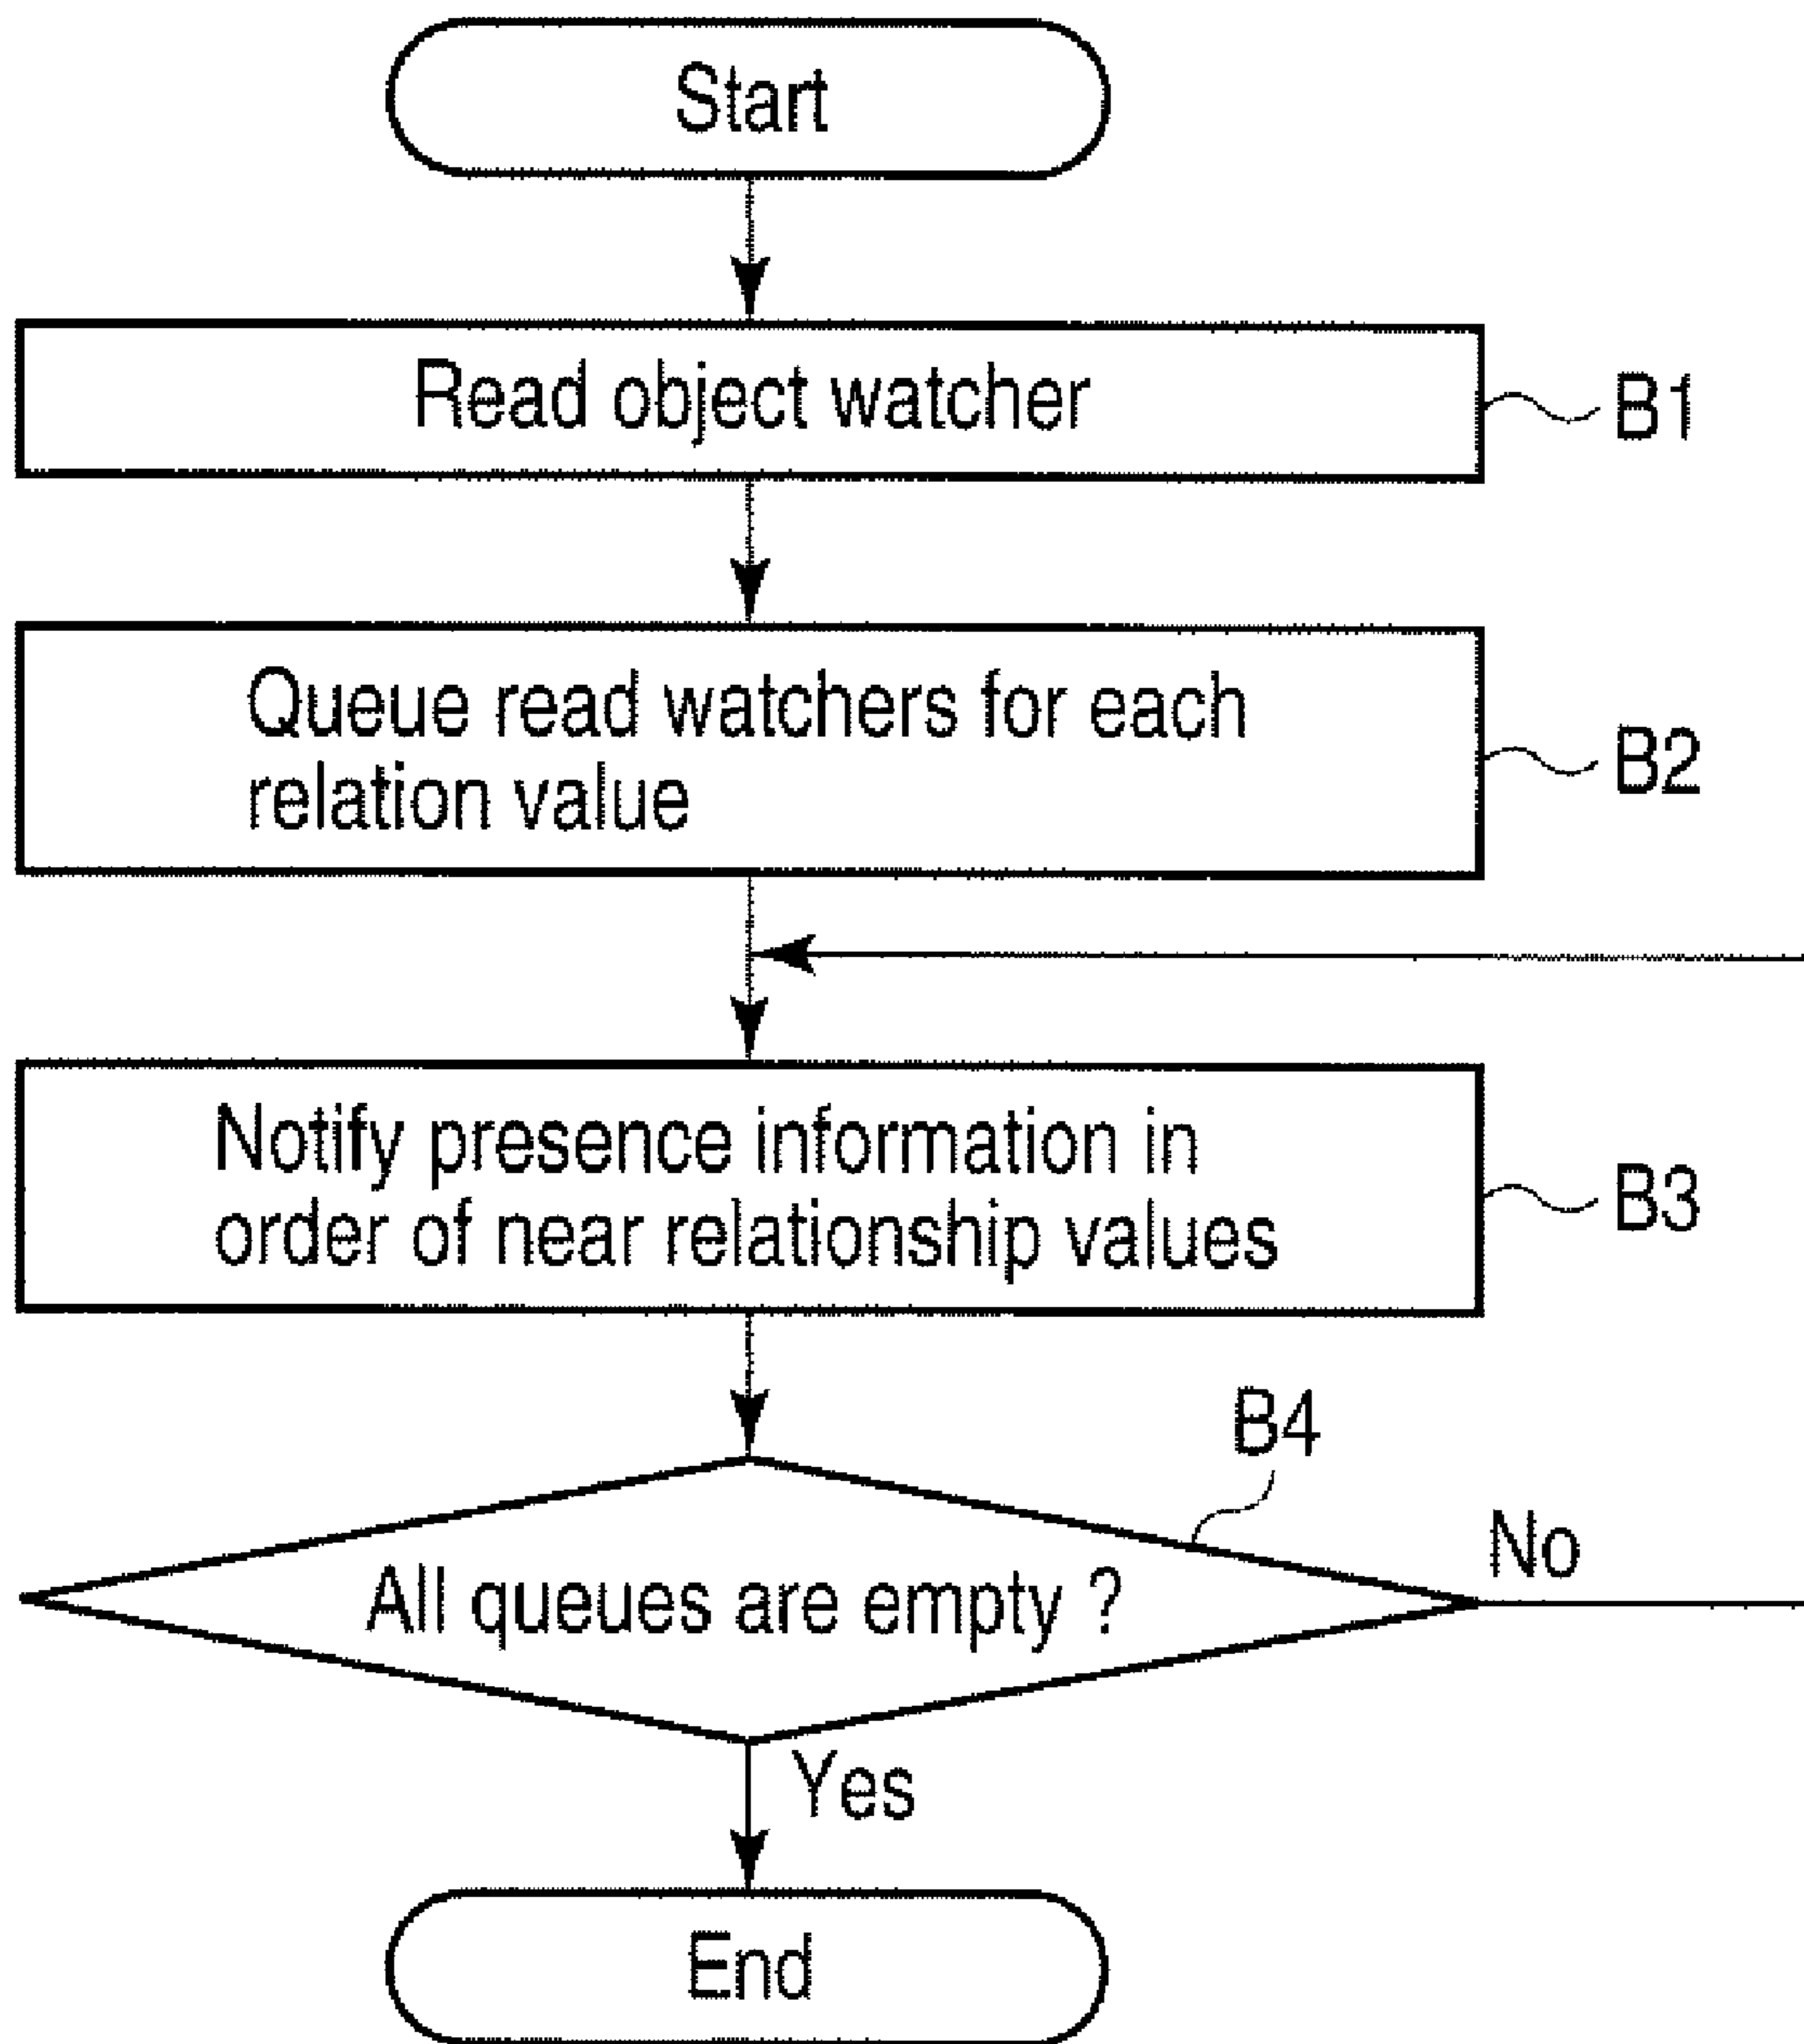 Start
Read object watcher
B1
Queue read watchers for each
relation value
B2
Notify presence information in
order of near relationship values
B3
B4
All queues are empty ?
No
Yes
End